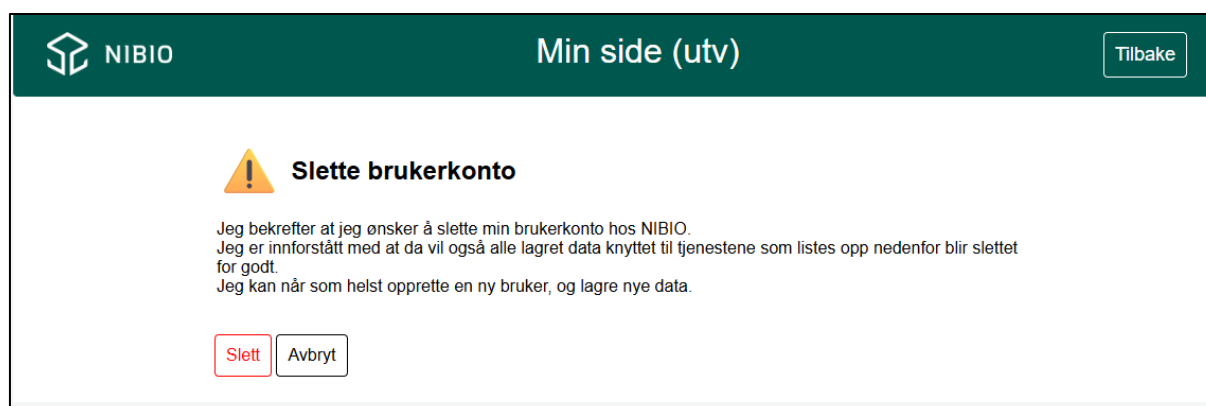 NIBIO
Min side (utv)
Tilbake
Slette brukerkonto
Jeg bekrefter at jeg ønsker å slette min brukerkonto hos NIBIO.
Jeg er innforstått med at da vil også alle lagret data knyttet til tjenestene som listes opp nedenfor blir slettet
for godt.
Jeg kan når som helst opprette en ny bruker, og lagre nye data.
Slett
Avbryt